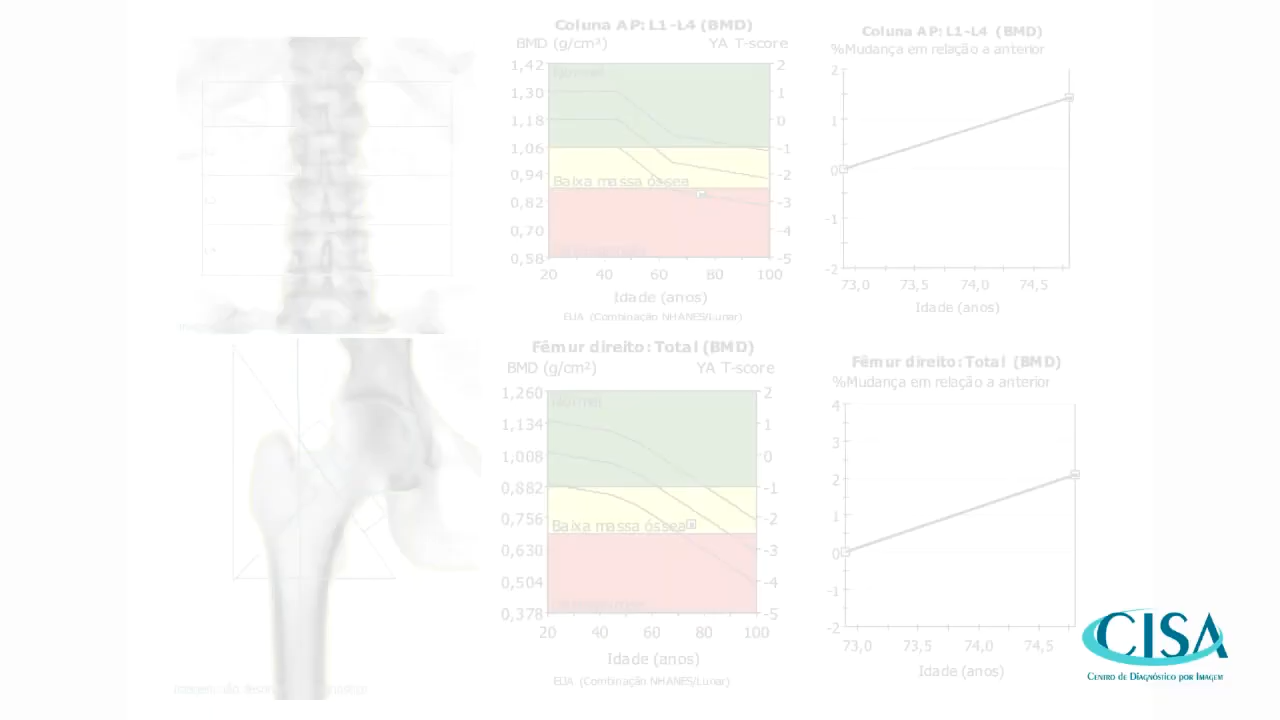 Coluna AP: L1-L4 (BMD)
BMD (g/cm²) YA T-score
1,42 2
Normal
1,30 1
1,18 0
1,06 -1
0,94 -2
Baixa massa óssea
0,82 -3
0,70 -4
0,58 -5
20 40 60 80 100
Idade (anos)
EUA (Combinação NHANES/Lunar)
Coluna AP: L1-L4 (BMD)
%Mudança em relação a anterior
2
1
0
-1
-2
73,0 73,5 74,0 74,5
Idade (anos)
Fêmur direito: Total (BMD)
BMD (g/cm²) YA T-score
1,260 2
Normal
1,134 1
1,008 0
0,882 -1
0,756 -2
Baixa massa óssea
0,630 -3
0,504 -4
0,378 -5
20 40 60 80 100
Idade (anos)
EUA (Combinação NHANES/Lunar)
Fêmur direito: Total (BMD)
%Mudança em relação a anterior
4
3
2
1
0
-1
-2
73,0 73,5 74,0 74,5
Idade (anos)
CISA
Centro de Diagnóstico por Imagem